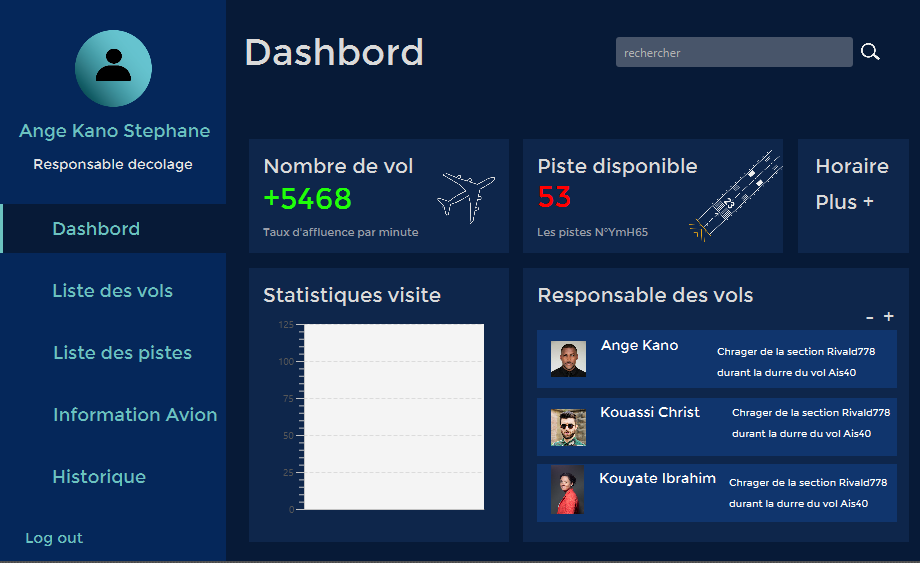 Ange Kano Stephane
Responsable decolage
Dashbord
Liste des vols
Liste des pistes
Information Avion
Historique
Log out
Dashbord
rechercher
Nombre de vol
+5468
Taux d'affluence par minute
Piste disponible
53
Les pistes N°YmH65
23
Horaire
Plus +
Statistiques visite
125
100
75
50
25
0
Responsable des vols
- +
Ange Kano
Chrager de la section Rivald778
durant la durre du vol Ais40
Kouassi Christ
Chrager de la section Rivald778
durant la durre du vol Ais40
Kouyate Ibrahim
Chrager de la section Rivald778
durant la durre du vol Ais40